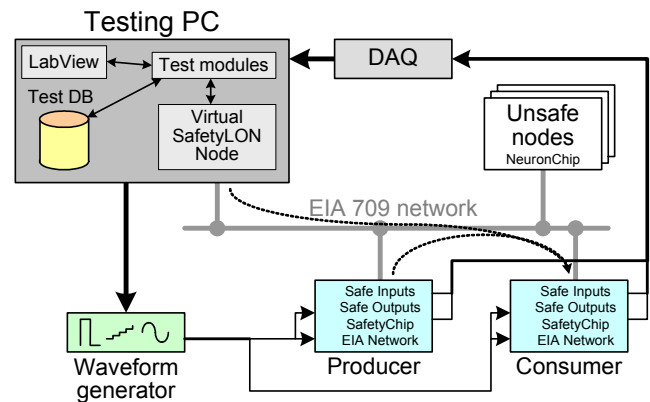 Testing PC
LabView
Test modules
DAQ
Test DB
Virtual
SafetyLON
Node
Unsafe
nodes
NeuronChip
EIA 709 network
Safe Inputs
Safe Outputs
SafetyChip
EIA Network
Safe Inputs
Safe Outputs
SafetyChip
EIA Network
Waveform
generator
Producer
Consumer